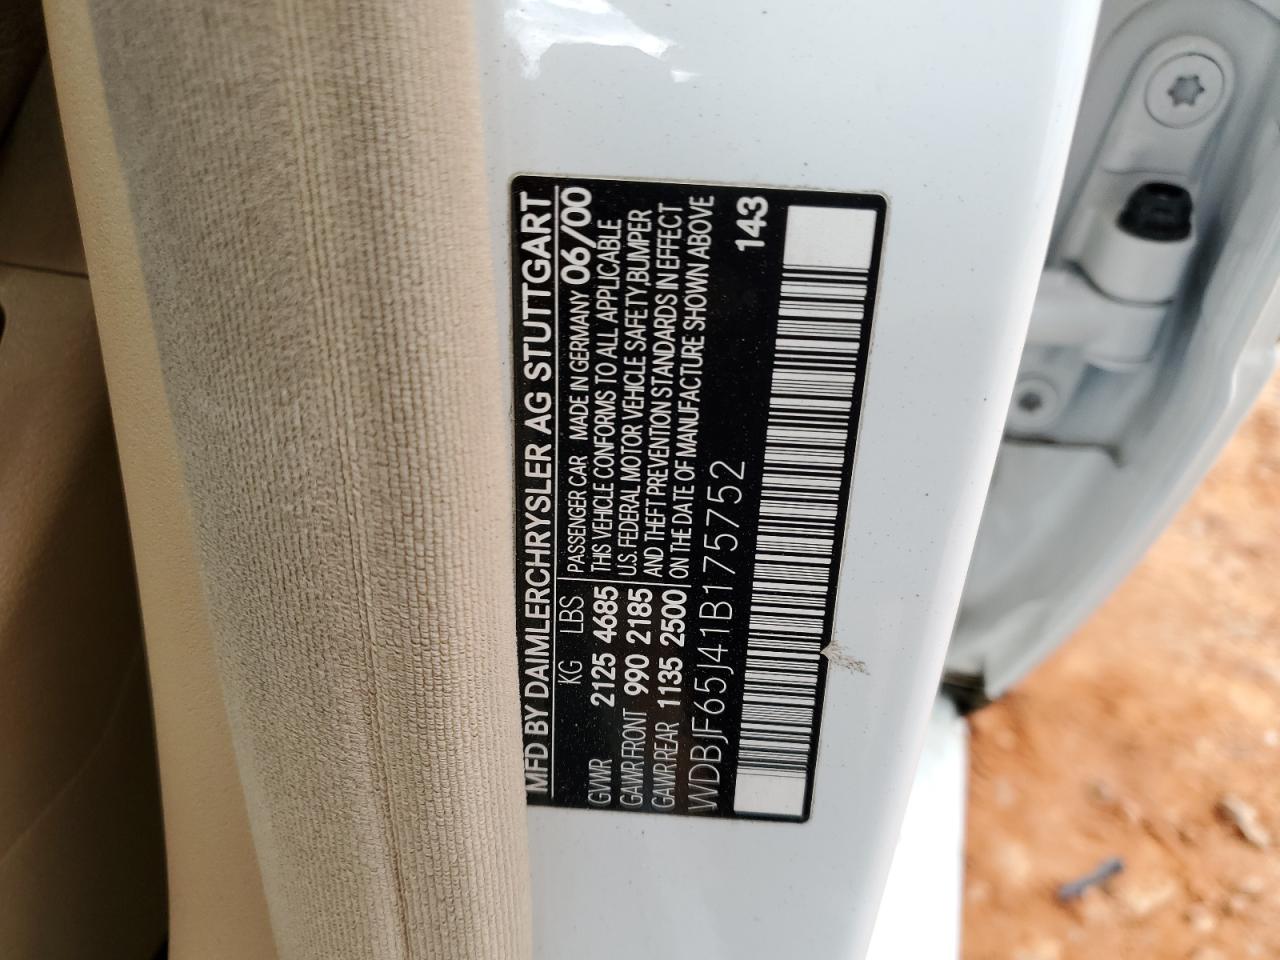 MFD BY DAIMLERCHRYSLER AG STUTTGART
KG LBS PASSENGER CAR MADE IN GERMANY 06/00
GVWR 2125 4685 THIS VEHICLE CONFORMS TO ALL APPLICABLE
GAWR FRONT 990 2185 U.S. FEDERAL MOTOR VEHICLE SAFETY,BUMPER
GAWR REAR 1135 2500 AND THEFT PREVENTION STANDARDS IN EFFECT
ON THE DATE OF MANUFACTURE SHOWN ABOVE
WDBJF65J41B175752 143